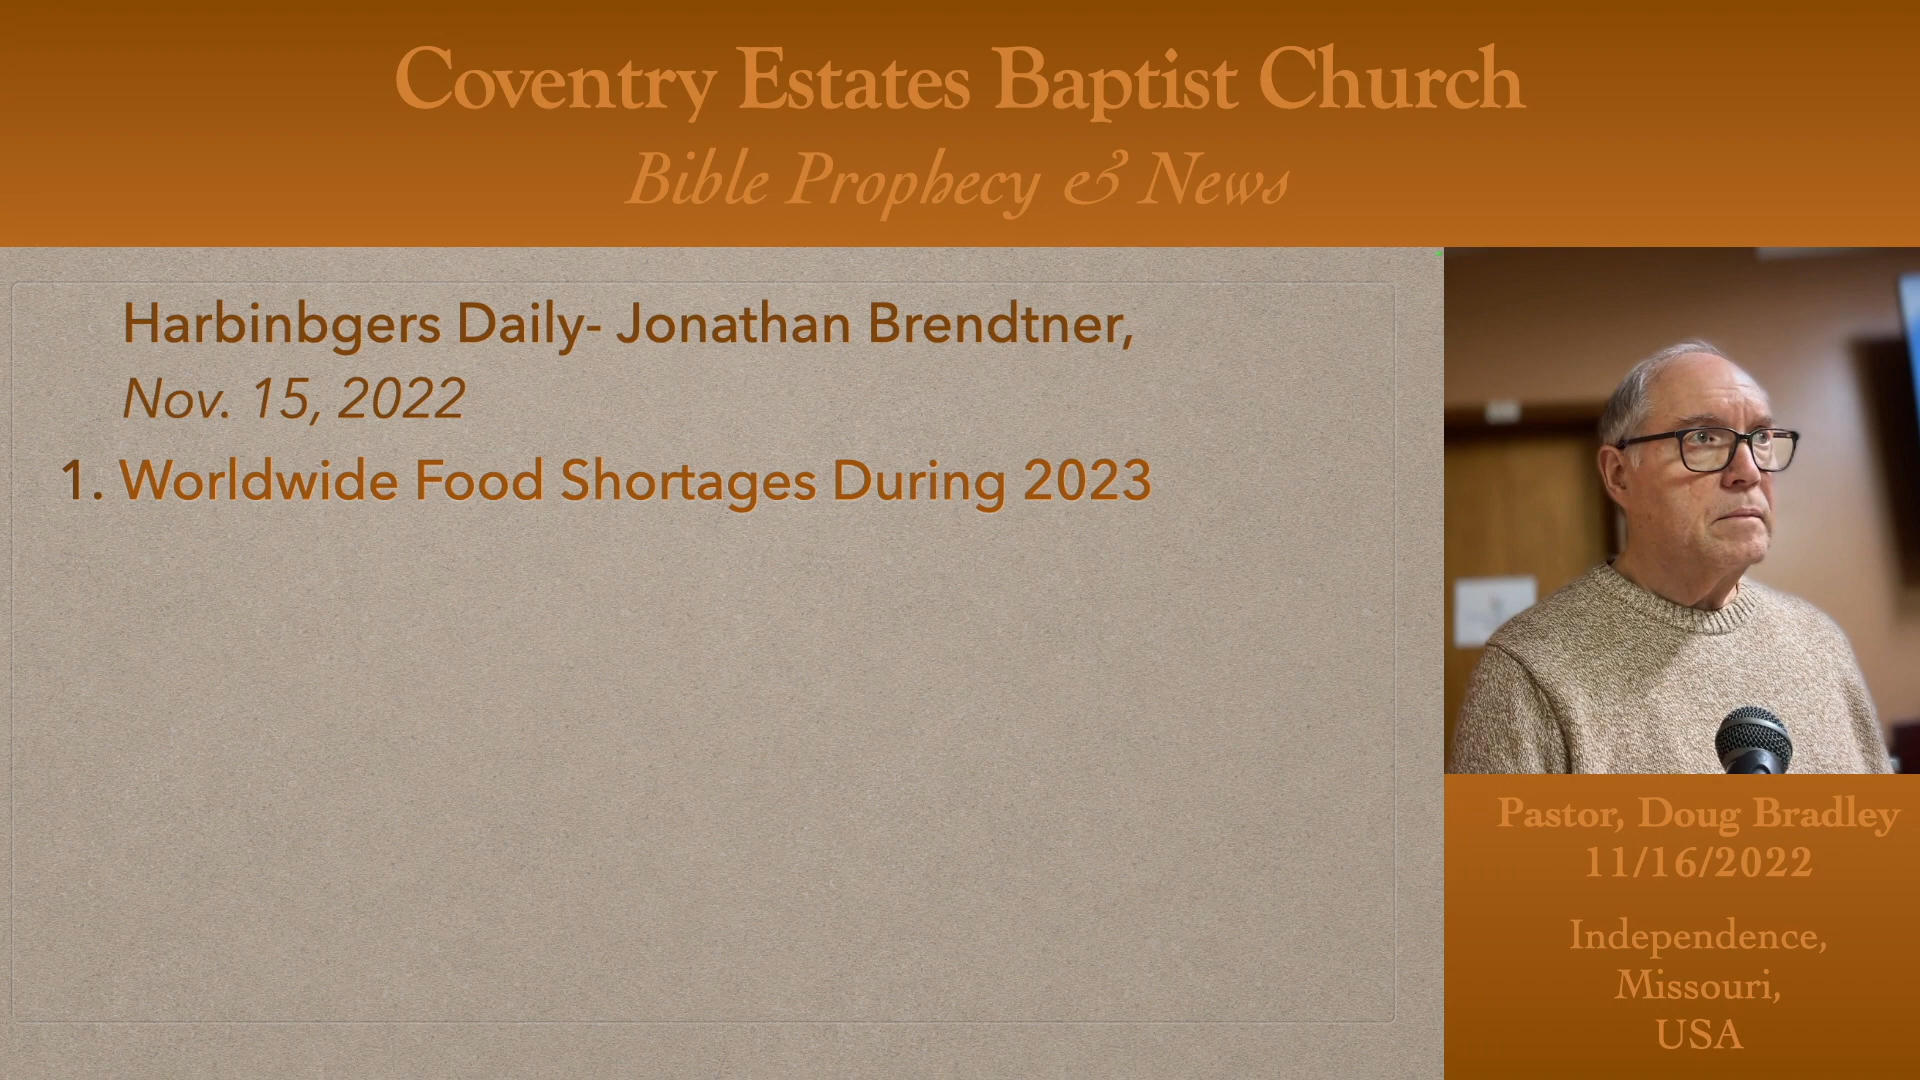 Coventry Estates Baptist Church
Bible Prophecy & News
Harbinbgers Daily- Jonathan Brendtner,
Nov. 15, 2022
1. Worldwide Food Shortages During 2023
Pastor, Doug Bradley
11/16/2022
Independence,
Missouri,
USA